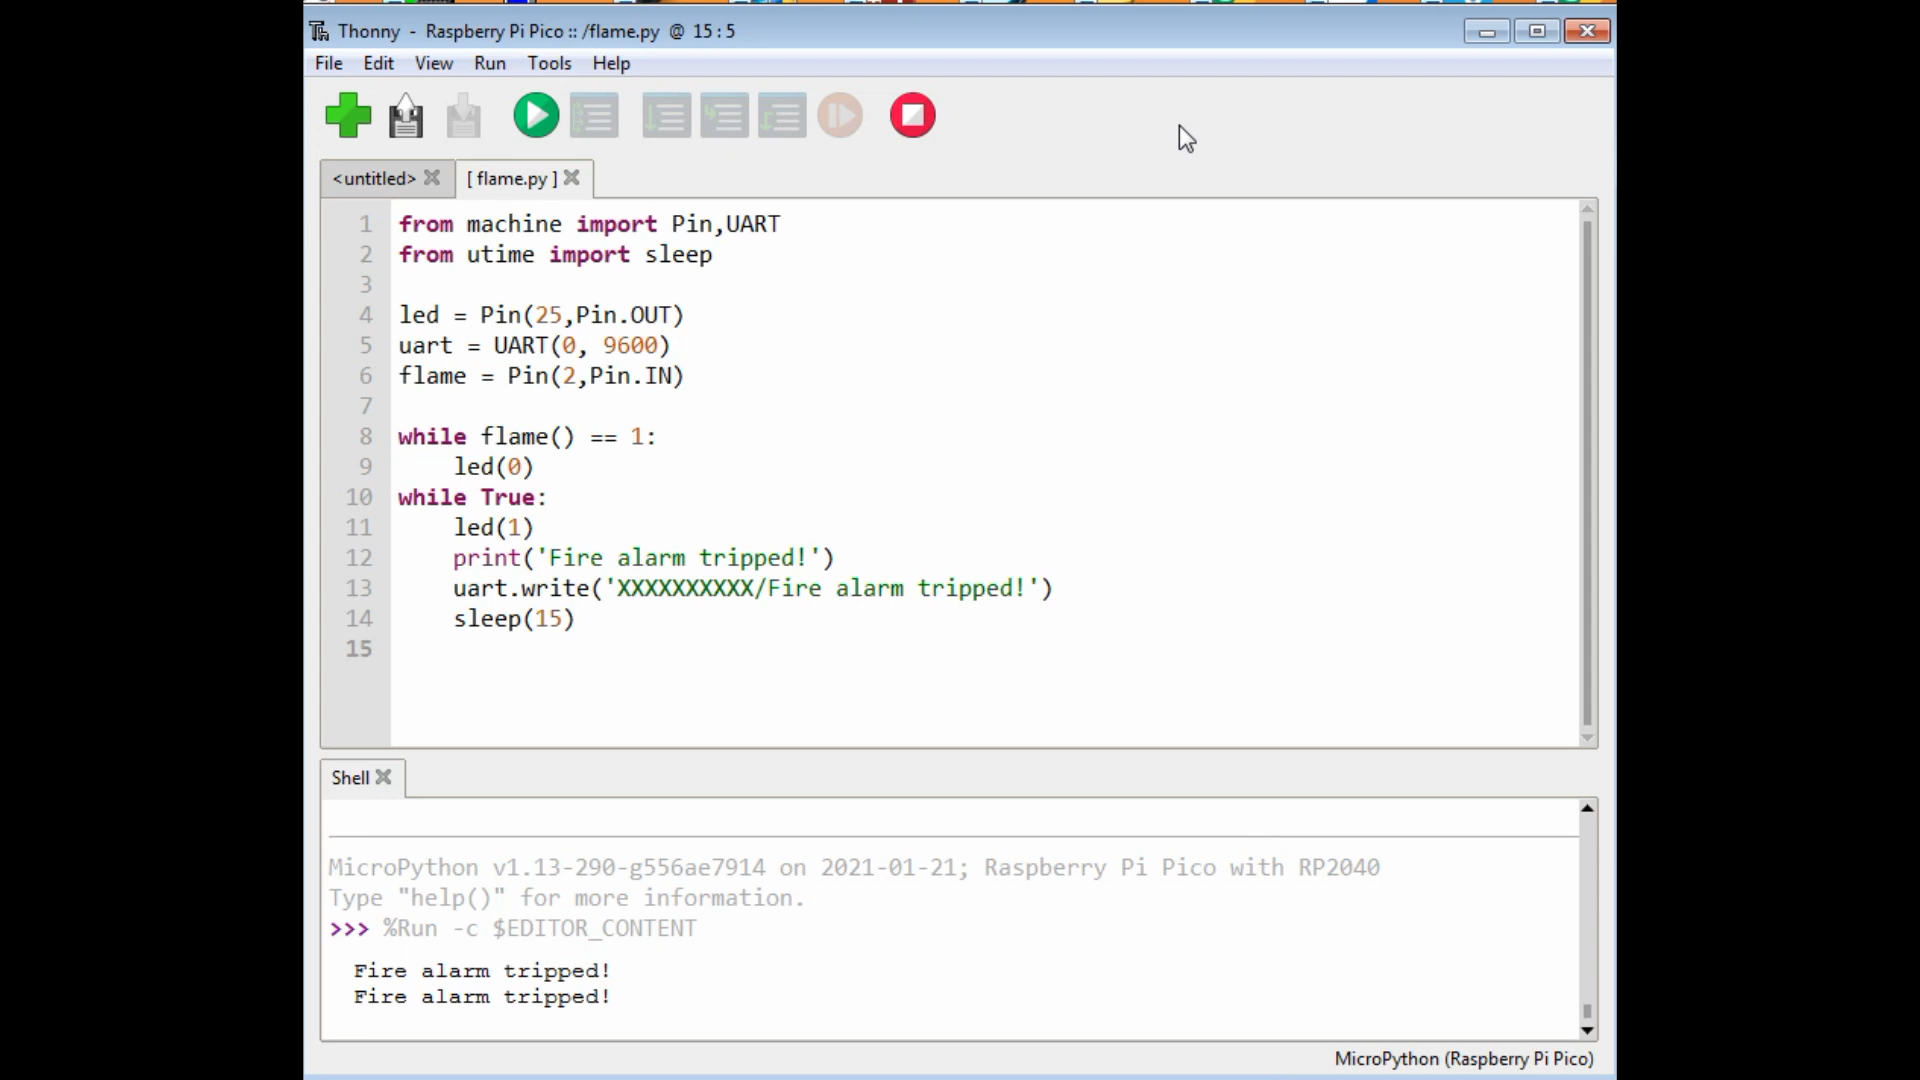 Thonny - Raspberry Pi Pico :: /flame.py @ 15 : 5
File Edit View Run Tools Help
<untitled> [ flame.py ]
1 from machine import Pin,UART
2 from utime import sleep
3
4 led = Pin(25,Pin.OUT)
5 uart = UART(0, 9600)
6 flame = Pin(2,Pin.IN)
7
8 while flame() == 1:
9     led(0)
10 while True:
11     led(1)
12     print('Fire alarm tripped!')
13     uart.write('XXXXXXXXXX/Fire alarm tripped!')
14     sleep(15)
15
Shell
MicroPython v1.13-290-g556ae7914 on 2021-01-21; Raspberry Pi Pico with RP2040
Type "help()" for more information.
>>> %Run -c $EDITOR_CONTENT
Fire alarm tripped!
Fire alarm tripped!
MicroPython (Raspberry Pi Pico)